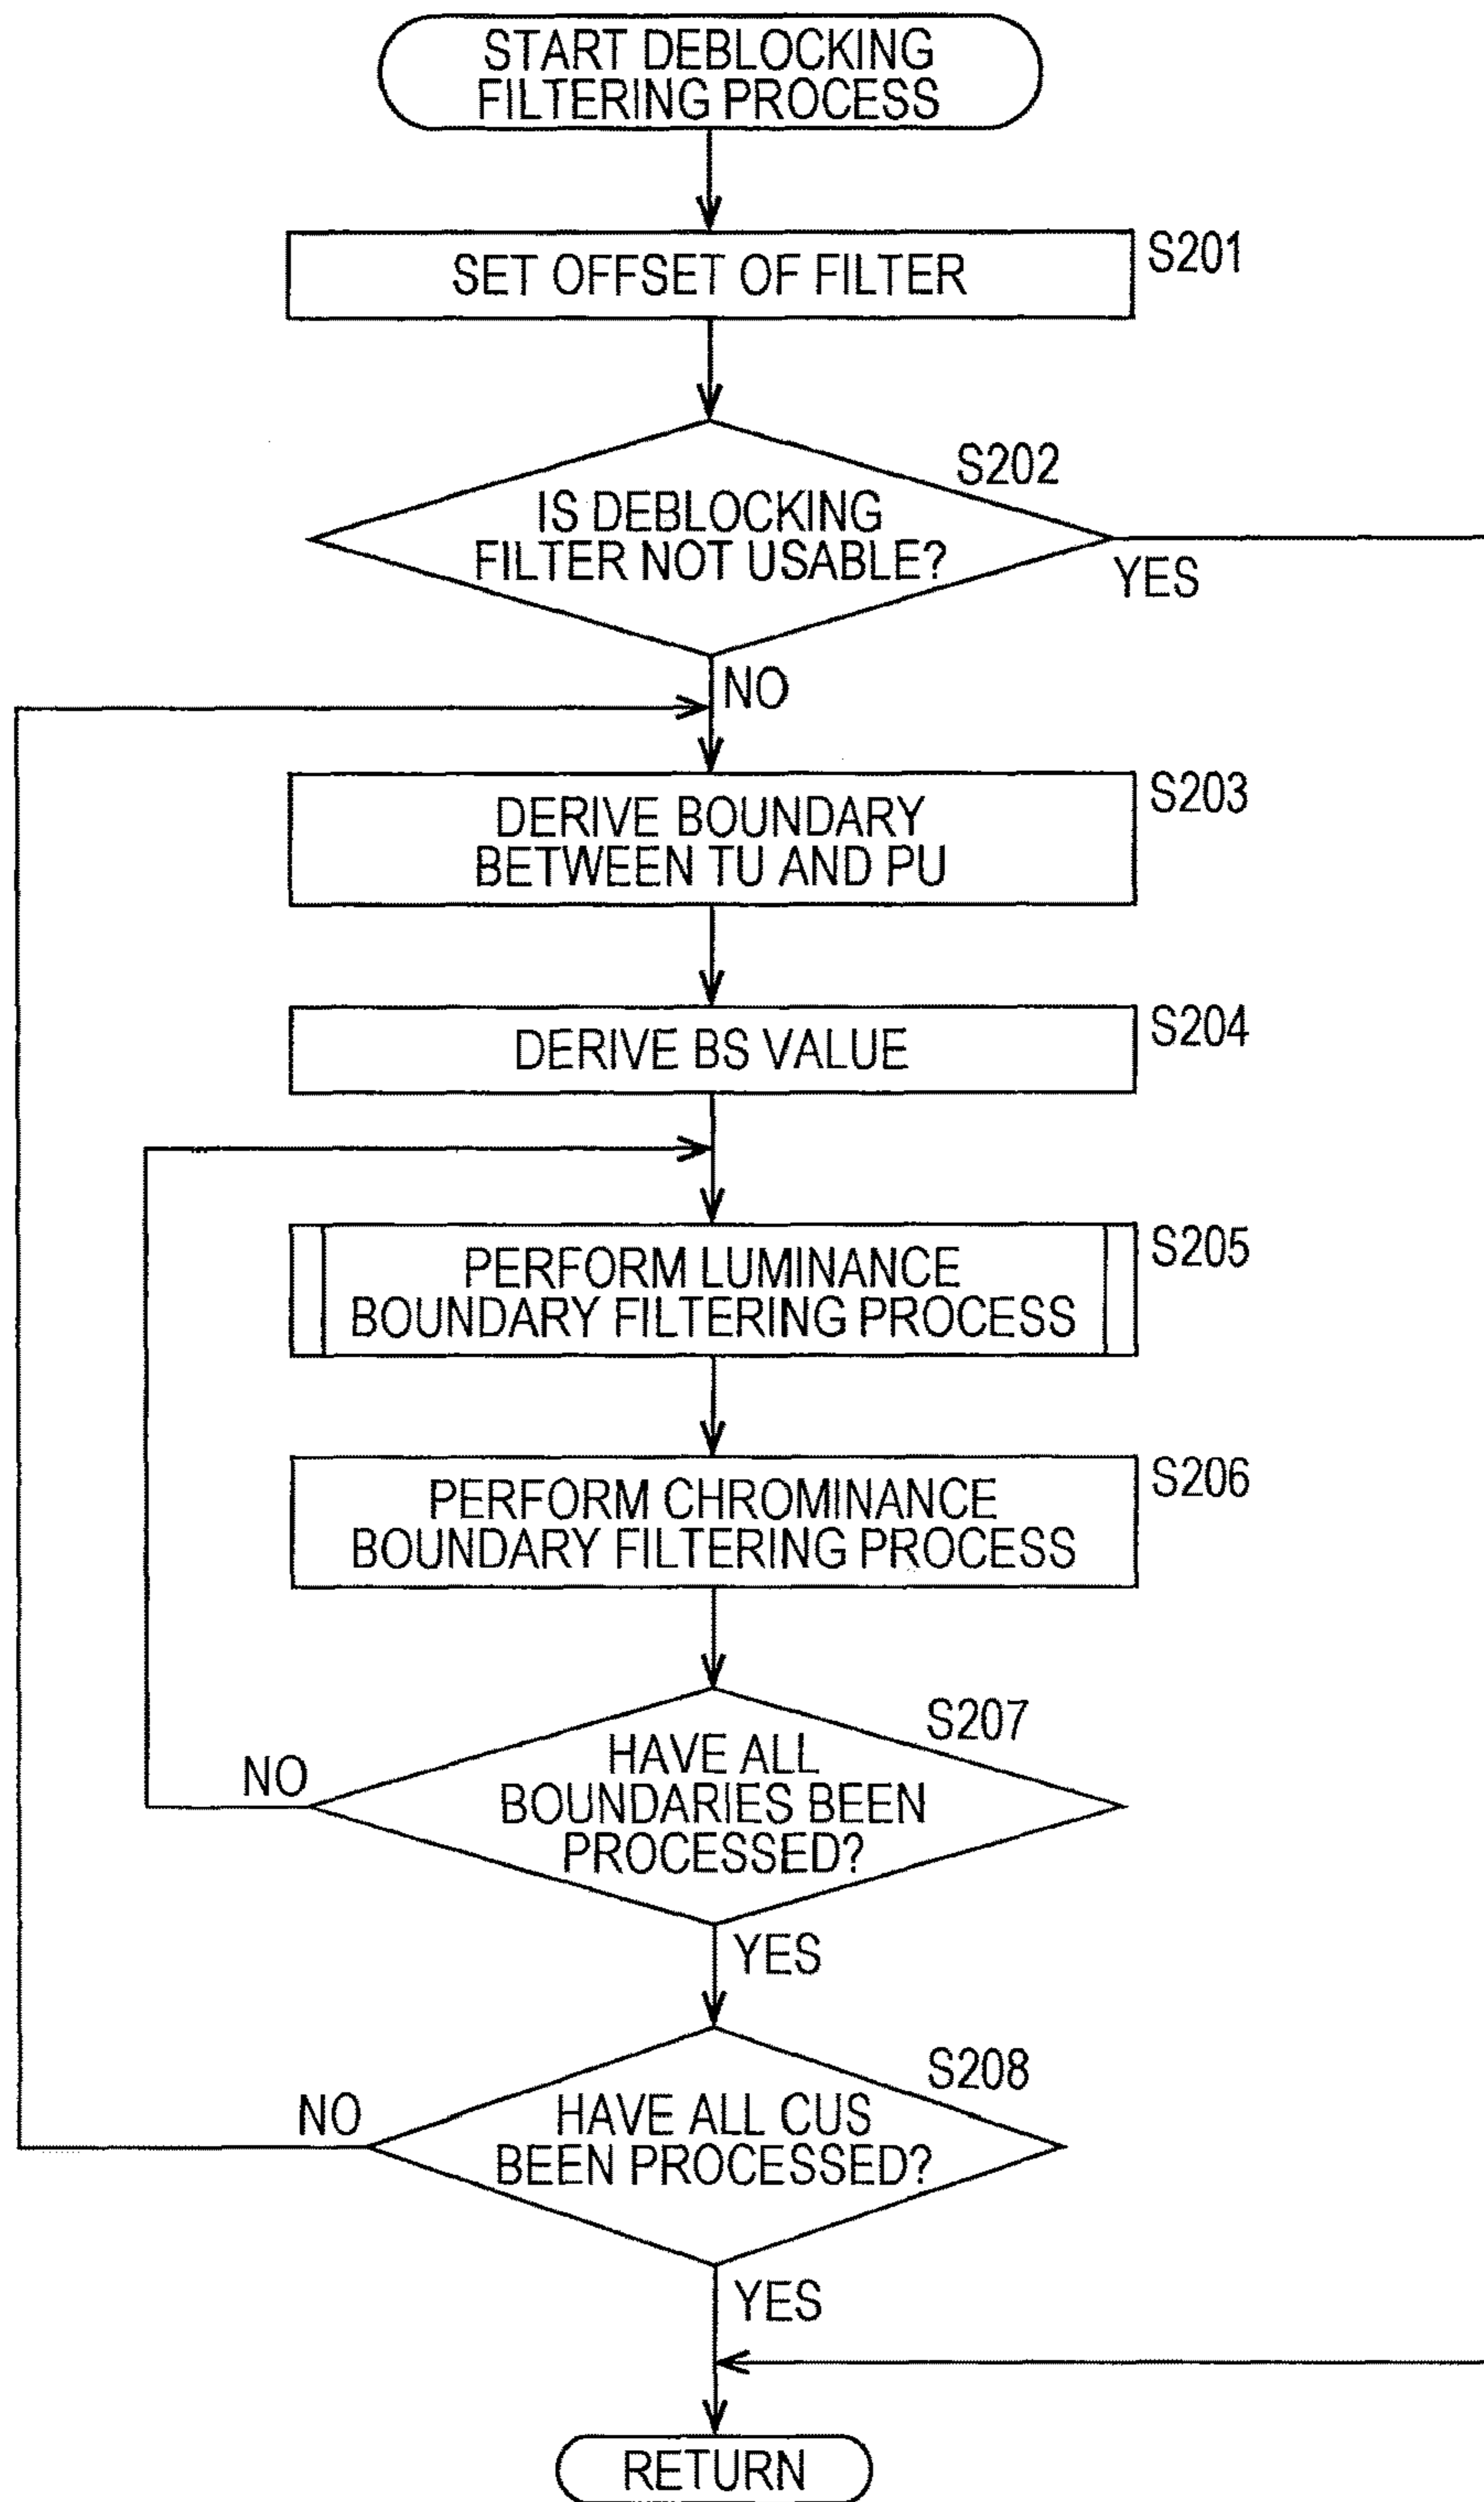 START DEBLOCKING
FILTERING PROCESS
SET OFFSET OF FILTER
S201
S202
IS DEBLOCKING
FILTER NOT USABLE?
YES
NO
DERIVE BOUNDARY
BETWEEN TU AND PU
S203
DERIVE BS VALUE
S204
PERFORM LUMINANCE
BOUNDARY FILTERING PROCESS
S205
PERFORM CHROMINANCE
BOUNDARY FILTERING PROCESS
S206
S207
HAVE ALL
BOUNDARIES BEEN
PROCESSED?
NO
YES
S208
HAVE ALL CUS
BEEN PROCESSED?
NO
YES
RETURN